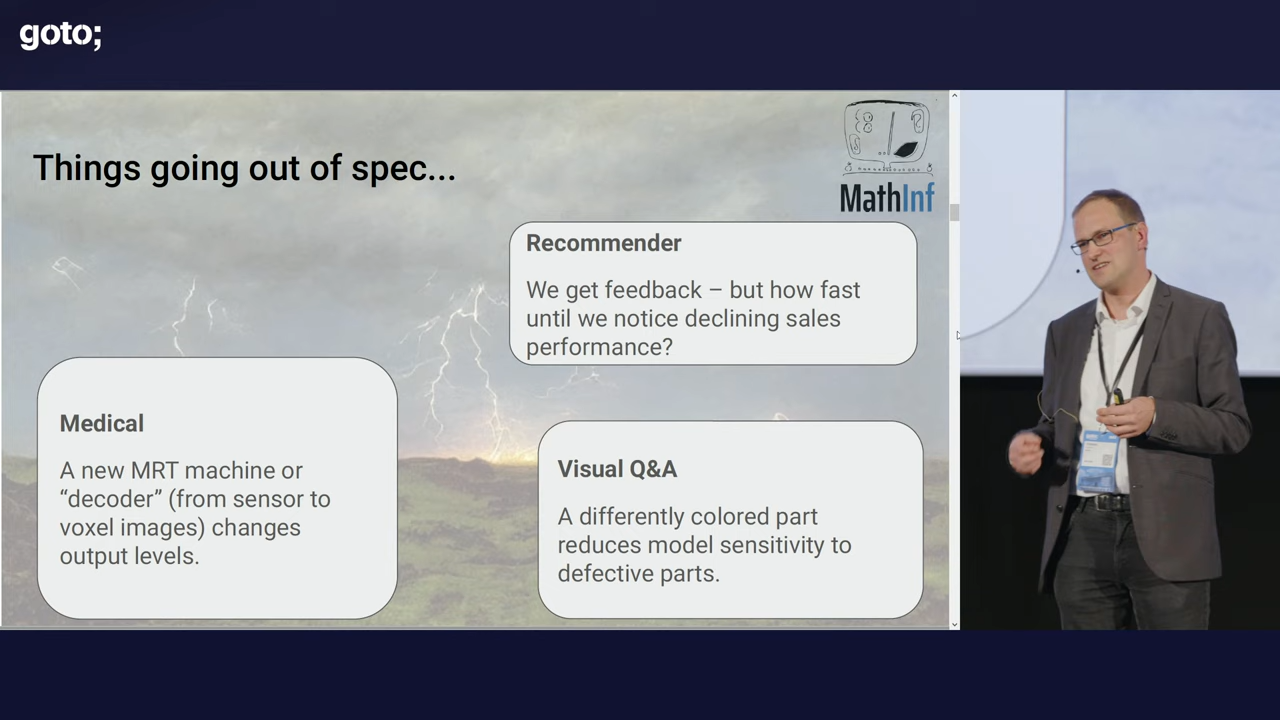 goto;
Things going out of spec...
MathInf
Recommender
We get feedback – but how fast
until we notice declining sales
performance?
Medical
A new MRT machine or
“decoder” (from sensor to
voxel images) changes
output levels.
Visual Q&A
A differently colored part
reduces model sensitivity to
defective parts.